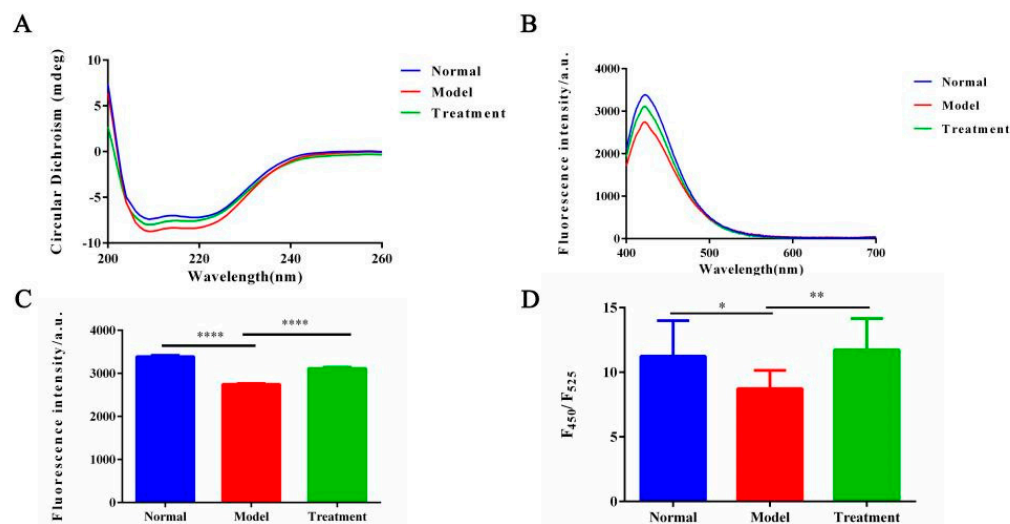 A
Circular Dichroism (mdeg)
10
5
0
-5
-10
200
220
240
260
Wavelength(nm)
Normal
Model
Treatment
B
Fluorescence intensity/a.u.
4000
3000
2000
1000
0
400
500
600
700
Wavelength(nm)
Normal
Model
Treatment
C
Fluorescence intensity/a.u.
4000
3000
2000
1000
0
****
****
Normal
Model
Treatment
D
F450/F525
15
10
5
0
*
**
Normal
Model
Treatment